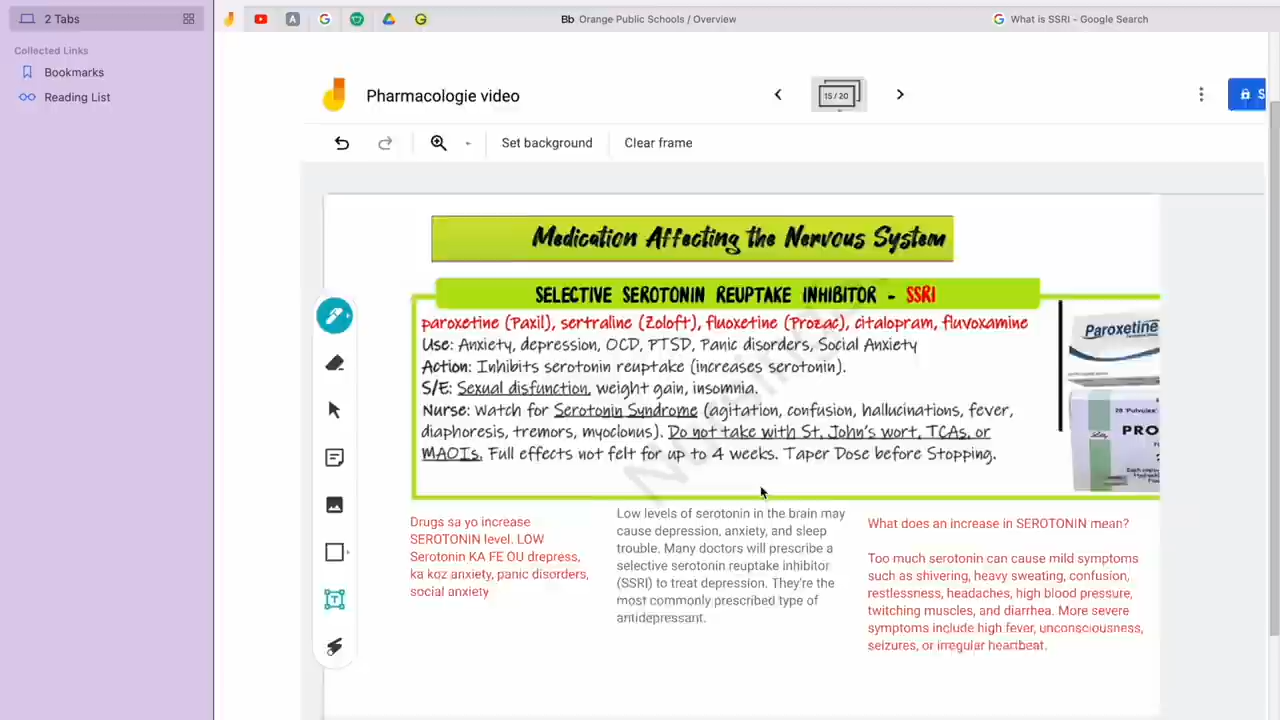 2 Tabs
Collected Links
Bookmarks
Reading List
A
G
Bb Orange Public Schools / Overview
G What is SSRI - Google Search
Pharmacologie video
15 / 20
S
Set background
Clear frame
Medication Affecting the Nervous System
SELECTIVE SEROTONIN REUPTAKE INHIBITOR - SSRI
paroxetine (Paxil), sertraline (Zoloft), fluoxetine (Prozac), citalopram, fluvoxamine
Use: Anxiety, depression, OCD, PTSD, Panic disorders, Social Anxiety
Action: Inhibits serotonin reuptake (increases serotonin).
S/E: Sexual disfunction, weight gain, insomnia.
Nurse: Watch for Serotonin Syndrome (agitation, confusion, hallucinations, fever,
diaphoresis, tremors, myoclonus). Do not take with St, John's wort, TCAs, or
MAOIs. Full effects not felt for up to 4 weeks. Taper Dose before Stopping.
Paroxetine
PRO
Drugs sa yo increase
SEROTONIN level. LOW
Serotonin KA FE OU drepress,
ka koz anxiety, panic disorders,
social anxiety
Low levels of serotonin in the brain may
cause depression, anxiety, and sleep
trouble. Many doctors will prescribe a
selective serotonin reuptake inhibitor
(SSRI) to treat depression. They're the
most commonly prescribed type of
antidepressant.
What does an increase in SEROTONIN mean?
Too much serotonin can cause mild symptoms
such as shivering, heavy sweating, confusion,
restlessness, headaches, high blood pressure,
twitching muscles, and diarrhea. More severe
symptoms include high fever, unconsciousness,
seizures, or irregular heartbeat.